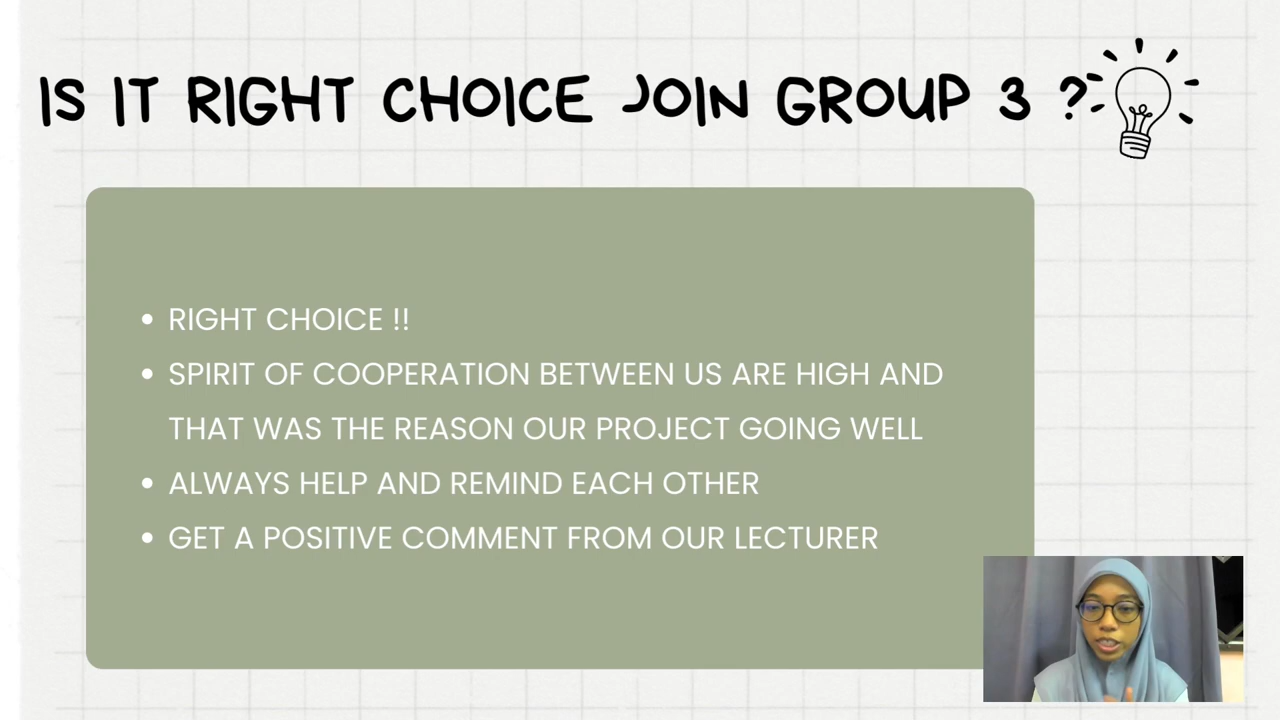 IS IT RIGHT CHOICE JOIN GROUP 3 ?
• RIGHT CHOICE !!
• SPIRIT OF COOPERATION BETWEEN US ARE HIGH AND
THAT WAS THE REASON OUR PROJECT GOING WELL
• ALWAYS HELP AND REMIND EACH OTHER
• GET A POSITIVE COMMENT FROM OUR LECTURER